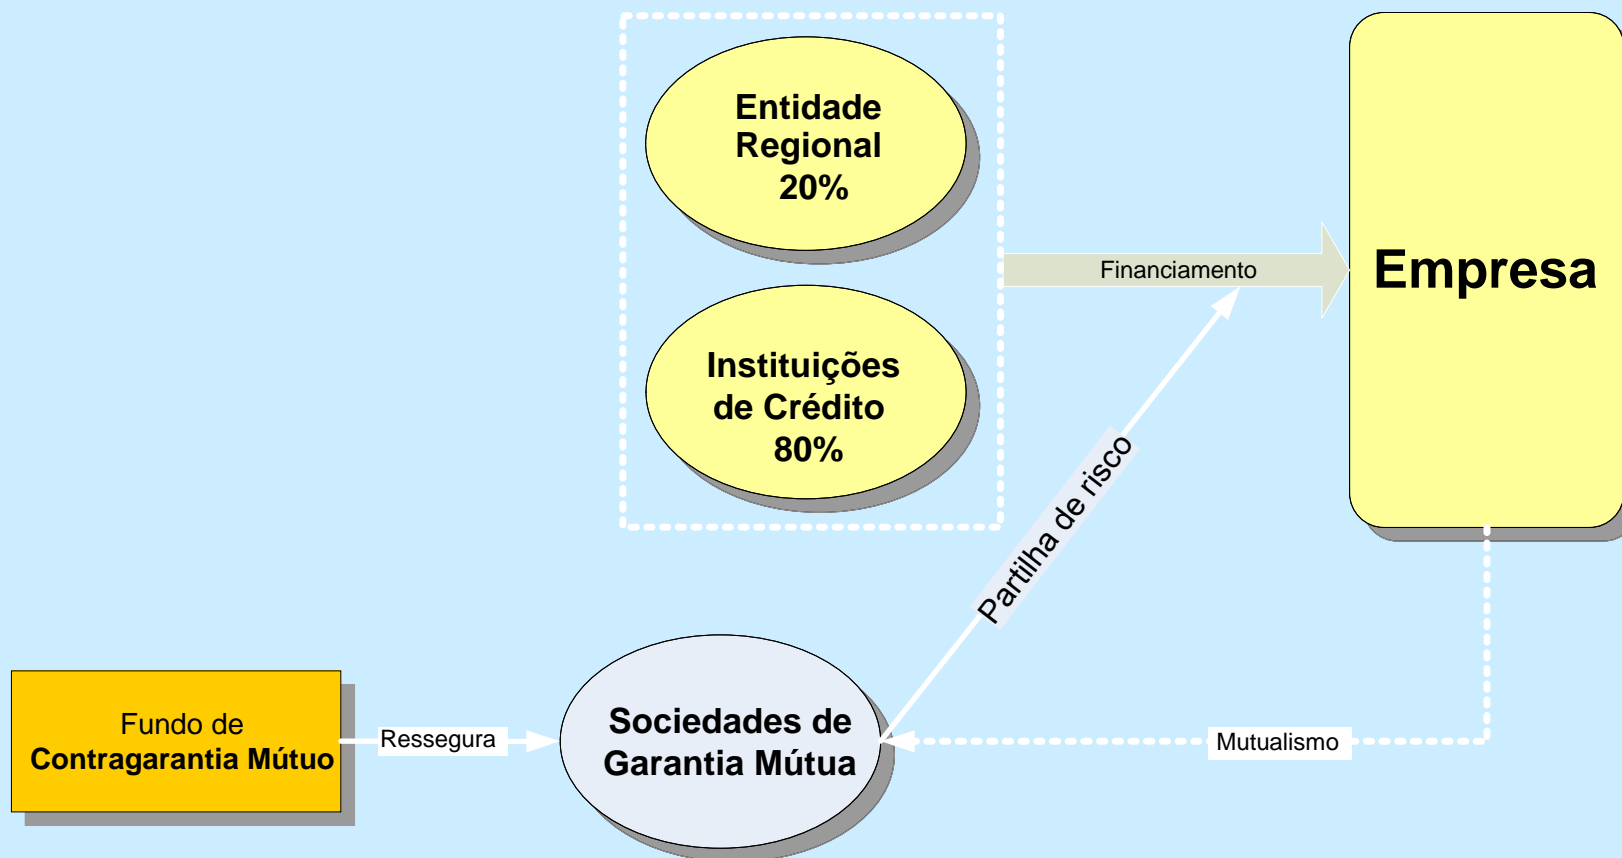 Entidade
Regional
20%
Financiamento
Empresa
Instituições
de Crédito
80%
Partilha de risco
Fundo de
Contragarantia Mútuo
Ressegura
Sociedades de
Garantia Mútua
Mutualismo